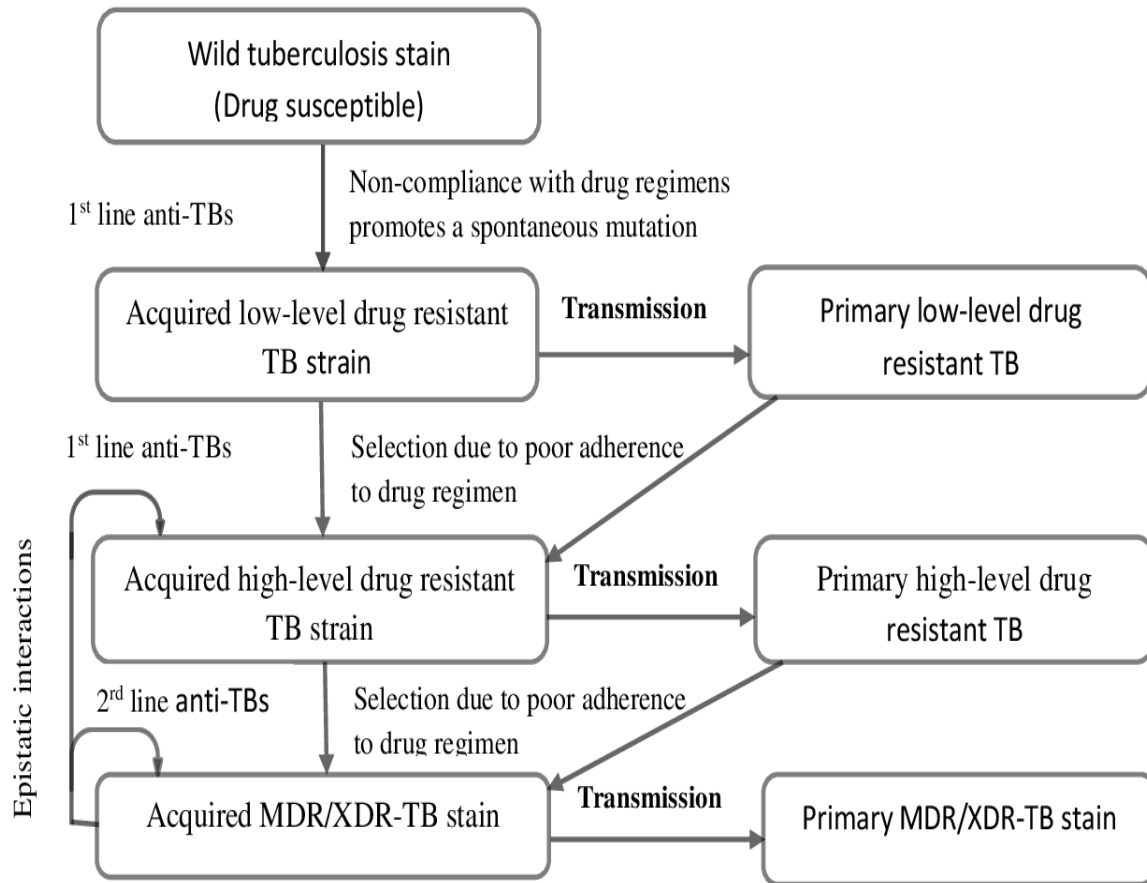 Wild tuberculosis stain
(Drug susceptible)
1st line anti-TBs
Non-compliance with drug regimens
promotes a spontaneous mutation
Acquired low-level drug resistant
TB strain
Transmission
Primary low-level drug
resistant TB
1st line anti-TBs
Selection due to poor adherence
to drug regimen
Epistatic interactions
Acquired high-level drug resistant
TB strain
Transmission
Primary high-level drug
resistant TB
2nd line anti-TBs
Selection due to poor adherence
to drug regimen
Acquired MDR/XDR-TB stain
Transmission
Primary MDR/XDR-TB stain